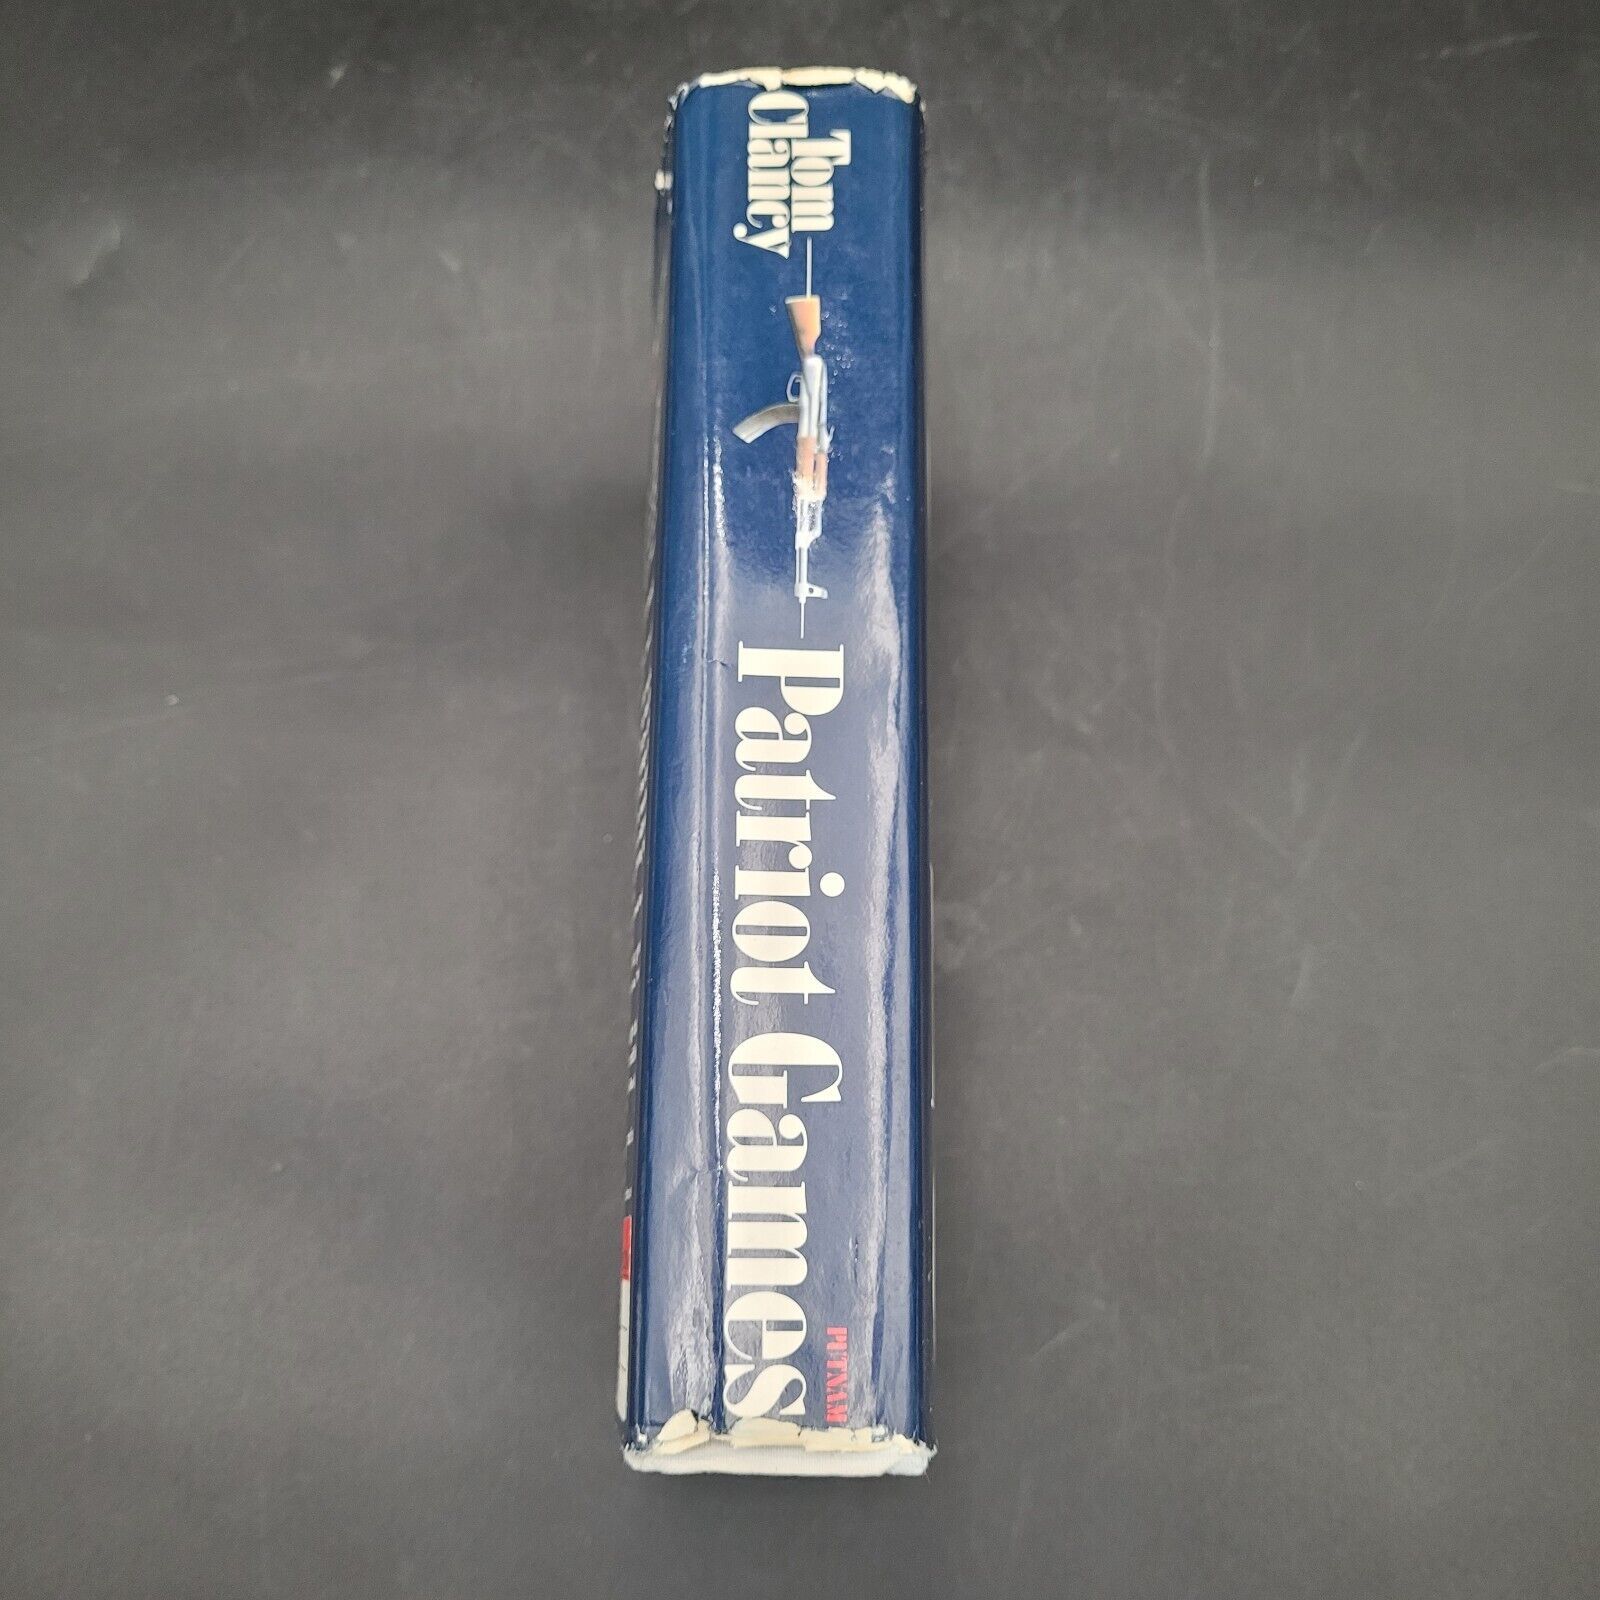 Tom
Clancy
Patriot Games
PUTNAM